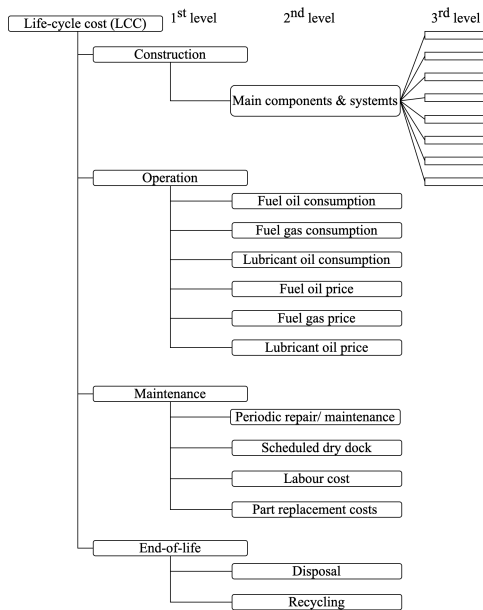 Life-cycle cost (LCC)
1st level
2nd level
3rd level
Construction
Main components & systemts
Operation
Fuel oil consumption
Fuel gas consumption
Lubricant oil consumption
Fuel oil price
Fuel gas price
Lubricant oil price
Maintenance
Periodic repair/ maintenance
Scheduled dry dock
Labour cost
Part replacement costs
End-of-life
Disposal
Recycling